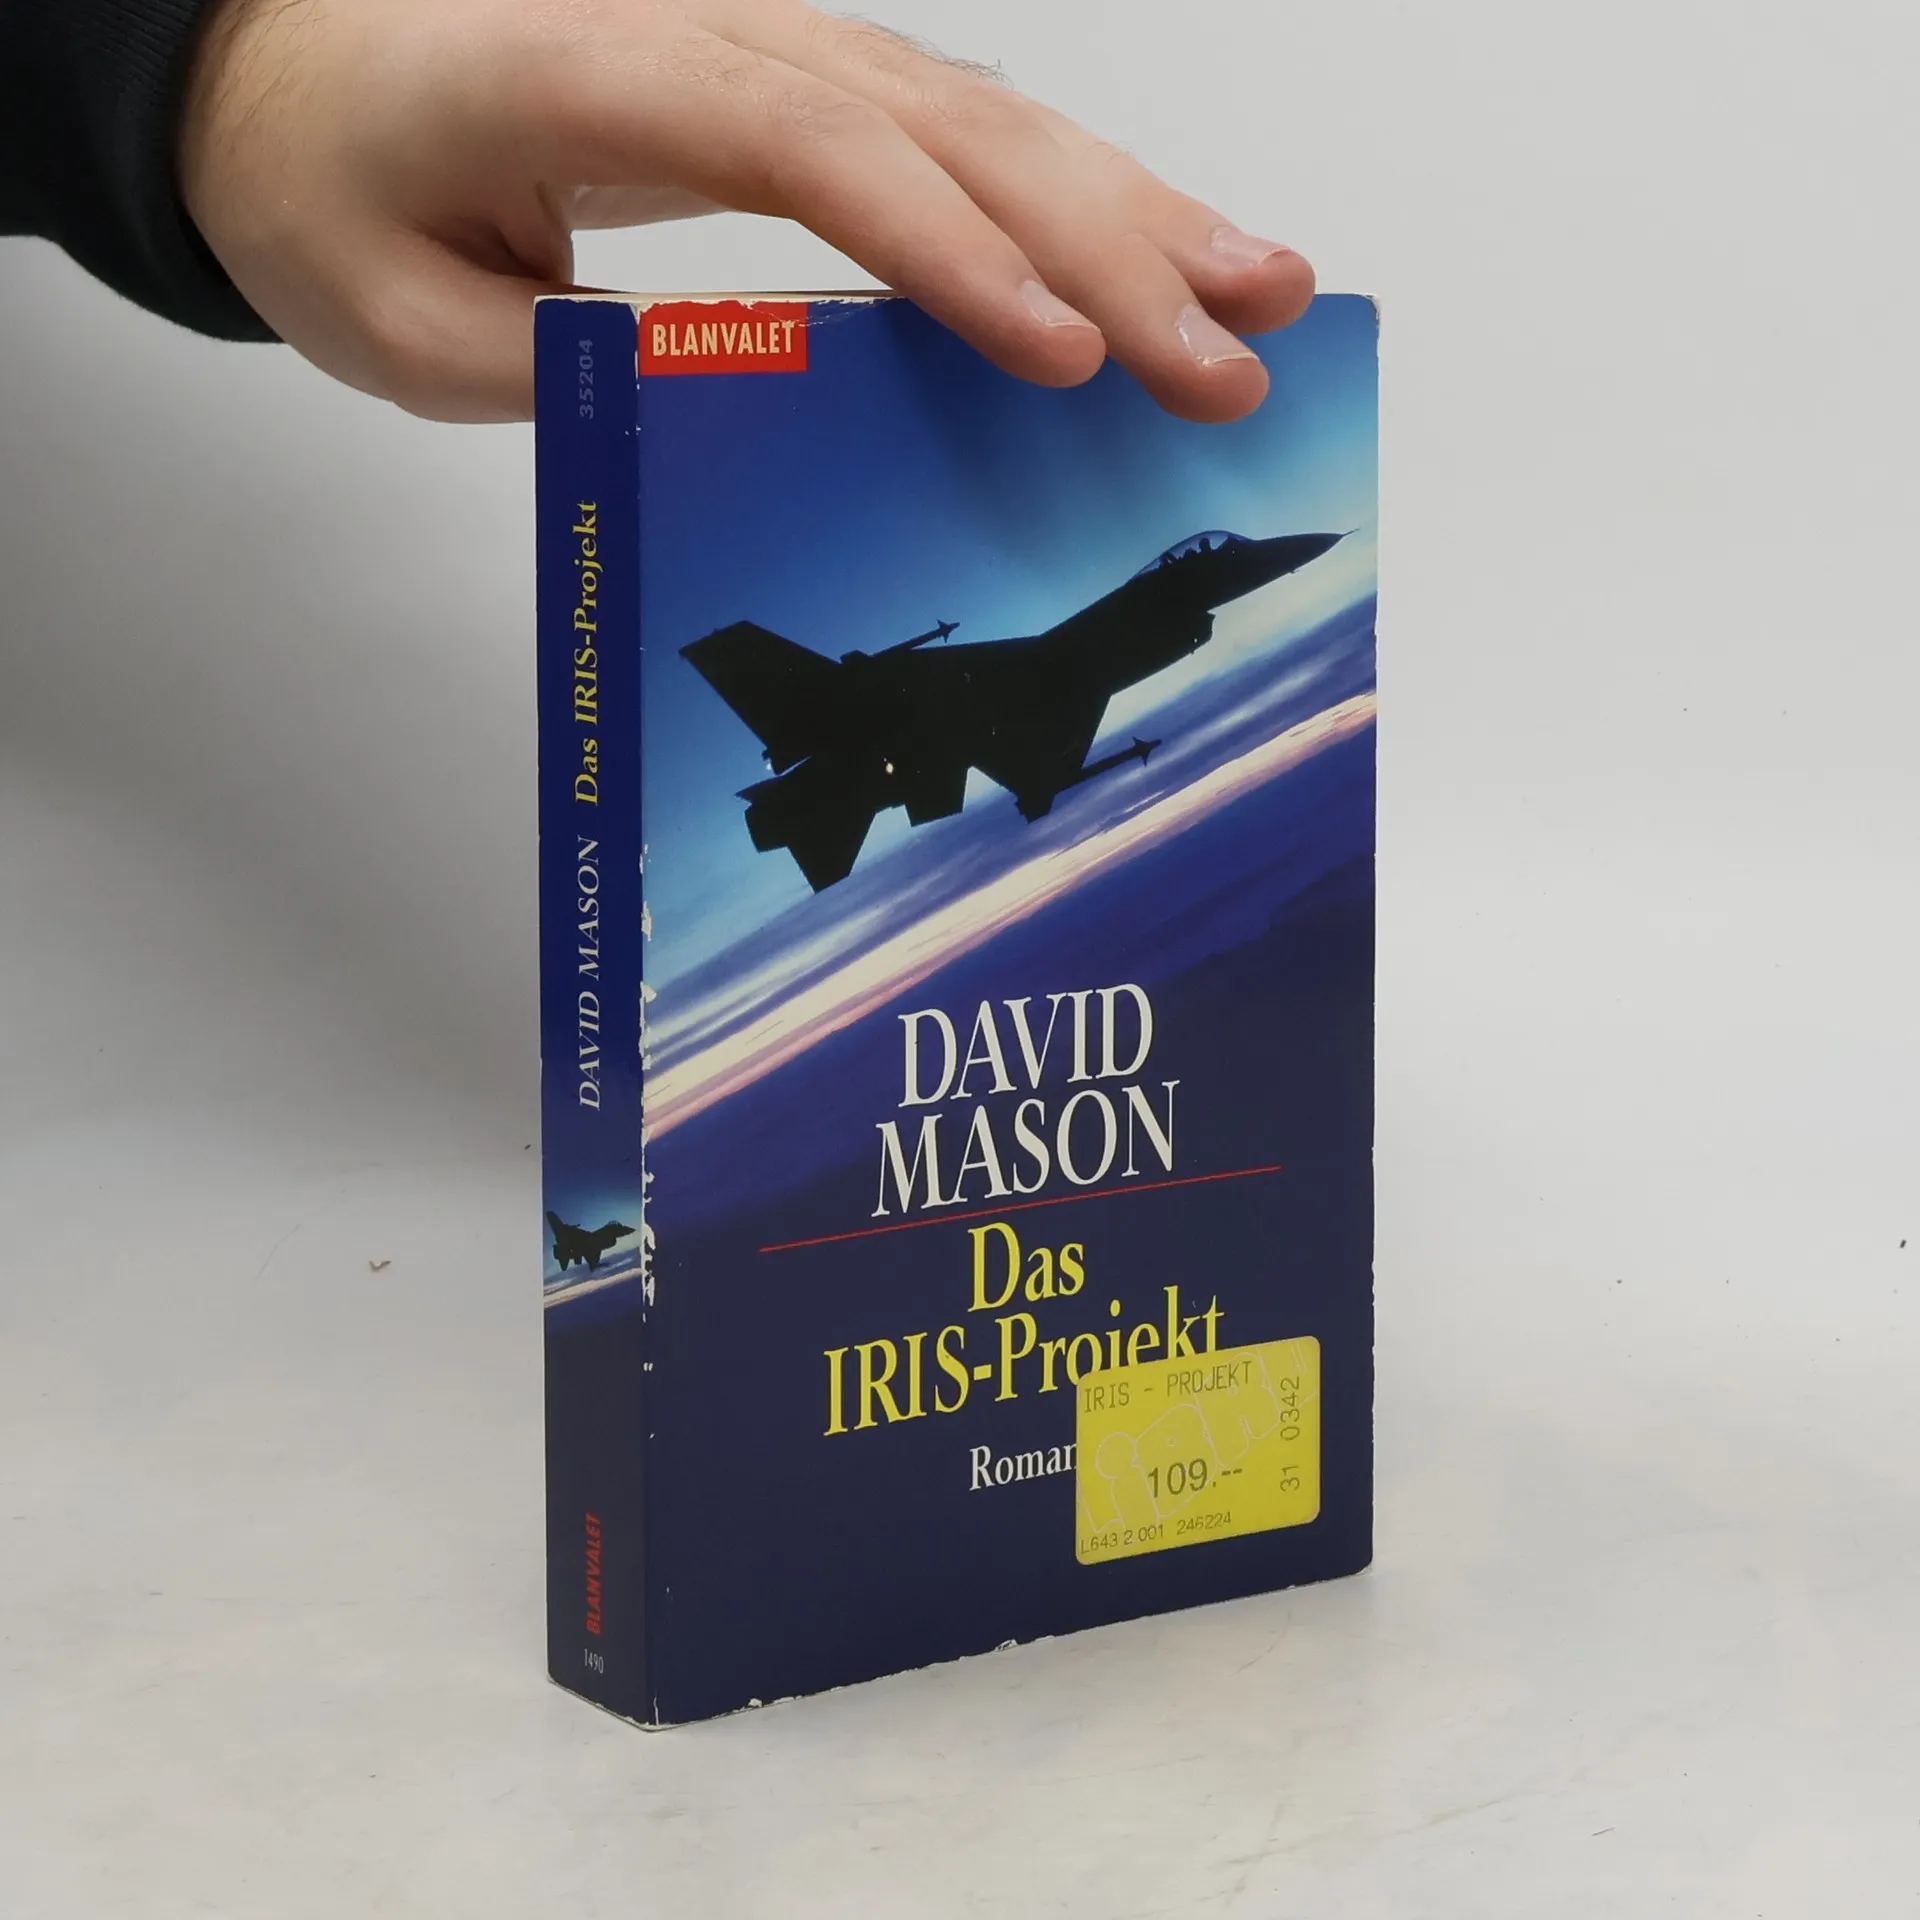 BLANVALET
DAVID
MASON
Das
IRIS-Projekt
Roman
IRIS - PROJEKT
109.--
31 0342
L643 2 001 246224
35204
DAVID MASON Das IRIS-Projekt
BLANVALET
1490